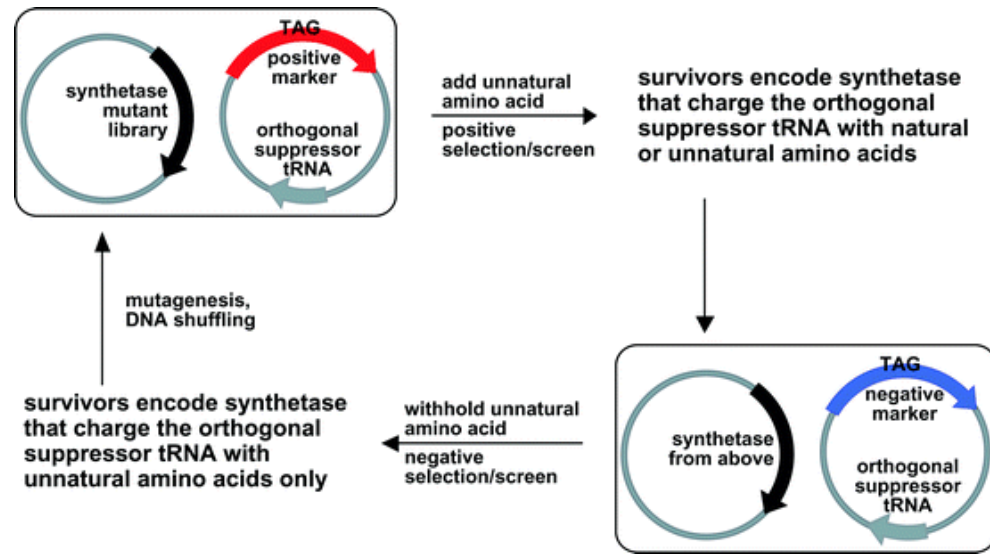 synthetase
mutant
library
TAG
positive
marker
orthogonal
suppressor
tRNA
add unnatural
amino acid
positive
selection/screen
survivors encode synthetase
that charge the orthogonal
suppressor tRNA with natural
or unnatural amino acids
synthetase
from above
TAG
negative
marker
orthogonal
suppressor
tRNA
withhold unnatural
amino acid
negative
selection/screen
survivors encode synthetase
that charge the orthogonal
suppressor tRNA with
unnatural amino acids only
mutagenesis,
DNA shuffling